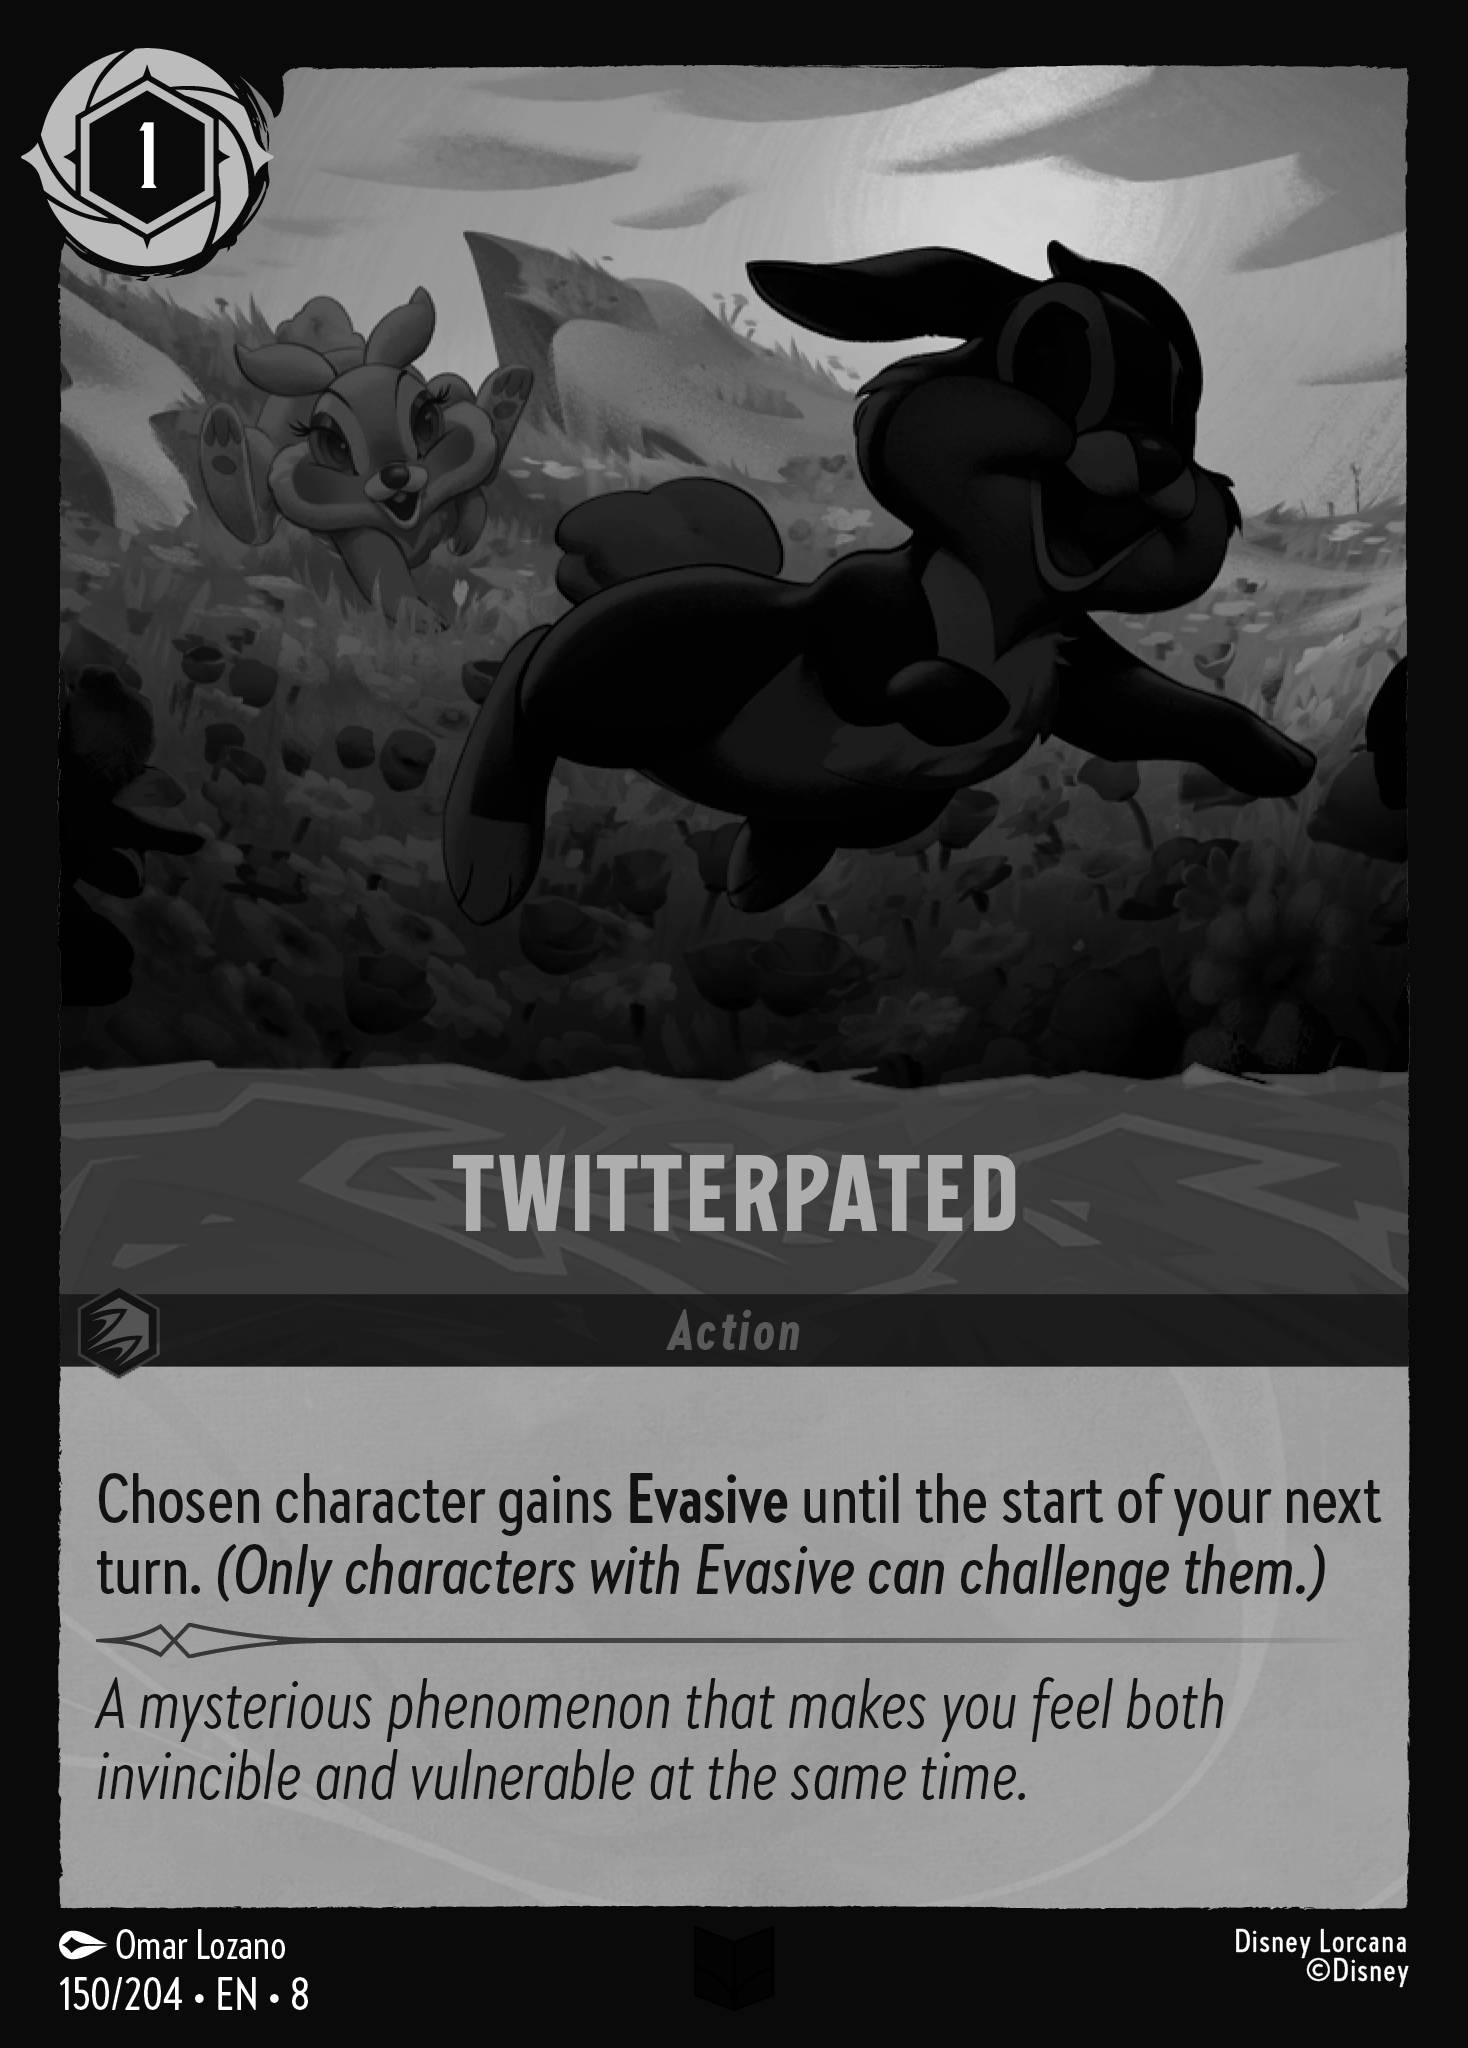 1
TWITTERPATED
Action
Chosen character gains Evasive until the start of your next
turn. (Only characters with Evasive can challenge them.)
A mysterious phenomenon that makes you feel both
invincible and vulnerable at the same time.
Omar Lozano
150/204 • EN • 8
Disney Lorcana
©Disney